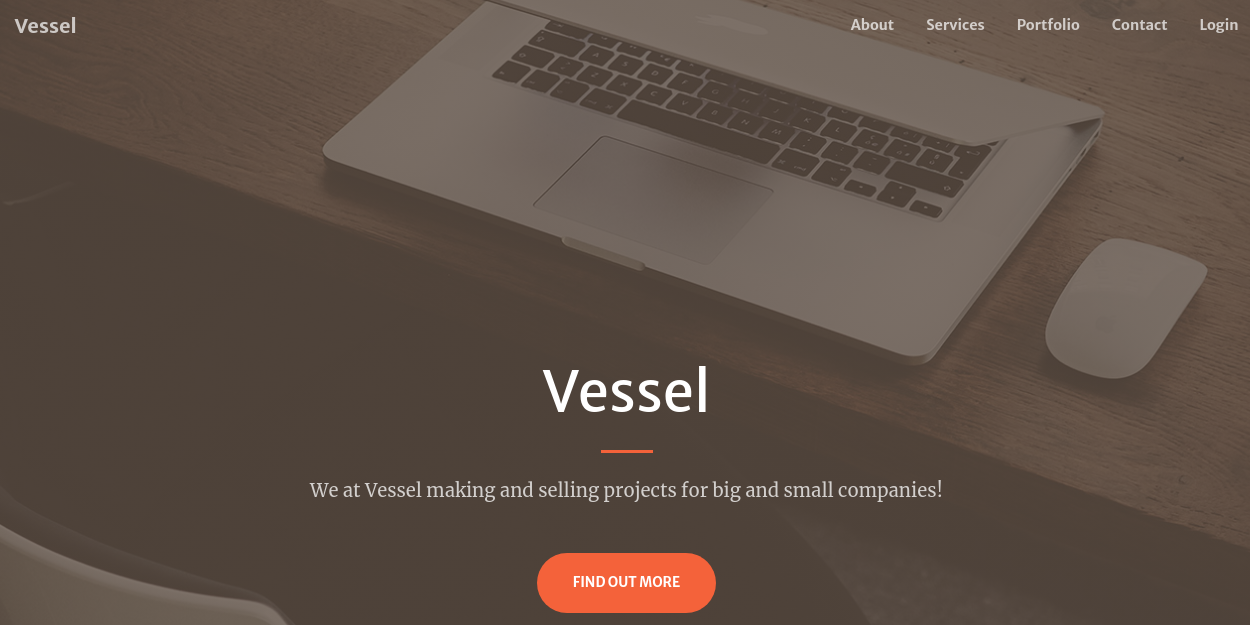 Vessel
About Services Portfolio Contact Login
Vessel
We at Vessel making and selling projects for big and small companies!
FIND OUT MORE